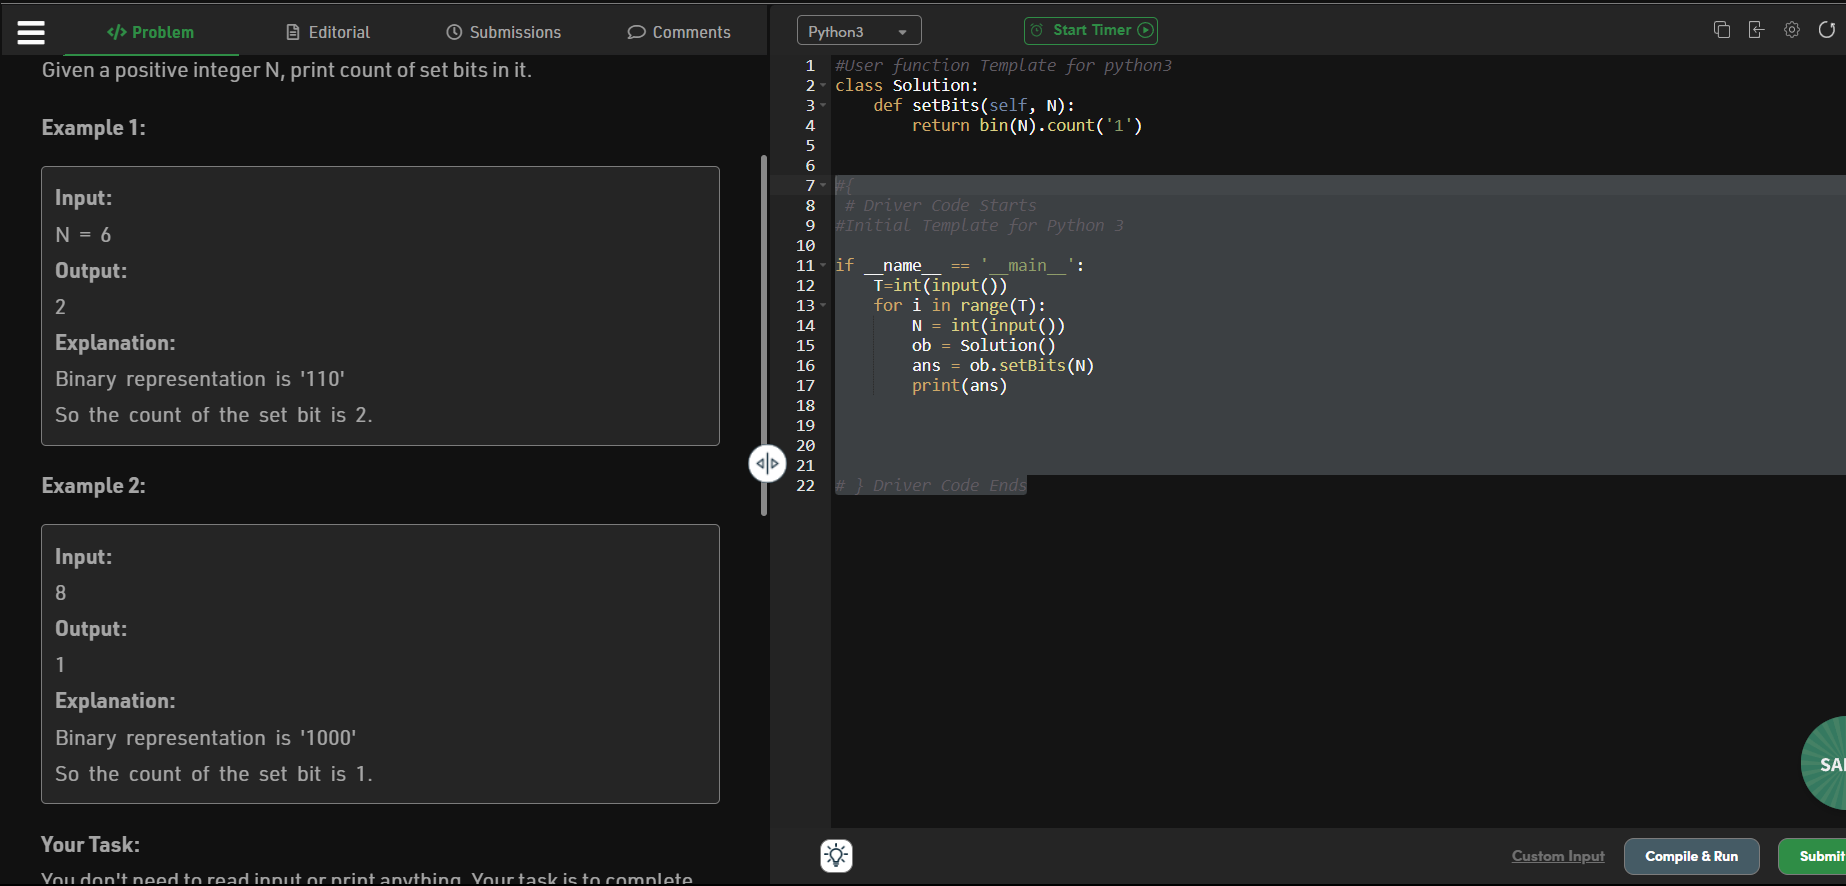 Problem
Editorial
Submissions
Comments
Given a positive integer N, print count of set bits in it.
Example 1:
Input:
N = 6
Output:
2
Explanation:
Binary representation is '110'
So the count of the set bit is 2.
Example 2:
Input:
8
Output:
1
Explanation:
Binary representation is '1000'
So the count of the set bit is 1.
Your Task:
You don't need to read input or print anything. Your task is to complete
Python3
Start Timer
1 #User function Template for python3
2 class Solution:
3 def setBits(self, N):
4 return bin(N).count('1')
5
6
7 #{
8 # Driver Code Starts
9 #Initial Template for Python 3
10
11 if __name__ == '__main__':
12 T=int(input())
13 for i in range(T):
14 N = int(input())
15 ob = Solution()
16 ans = ob.setBits(N)
17 print(ans)
18
19
20
21
22 # } Driver Code Ends
Custom Input
Compile & Run
Submit